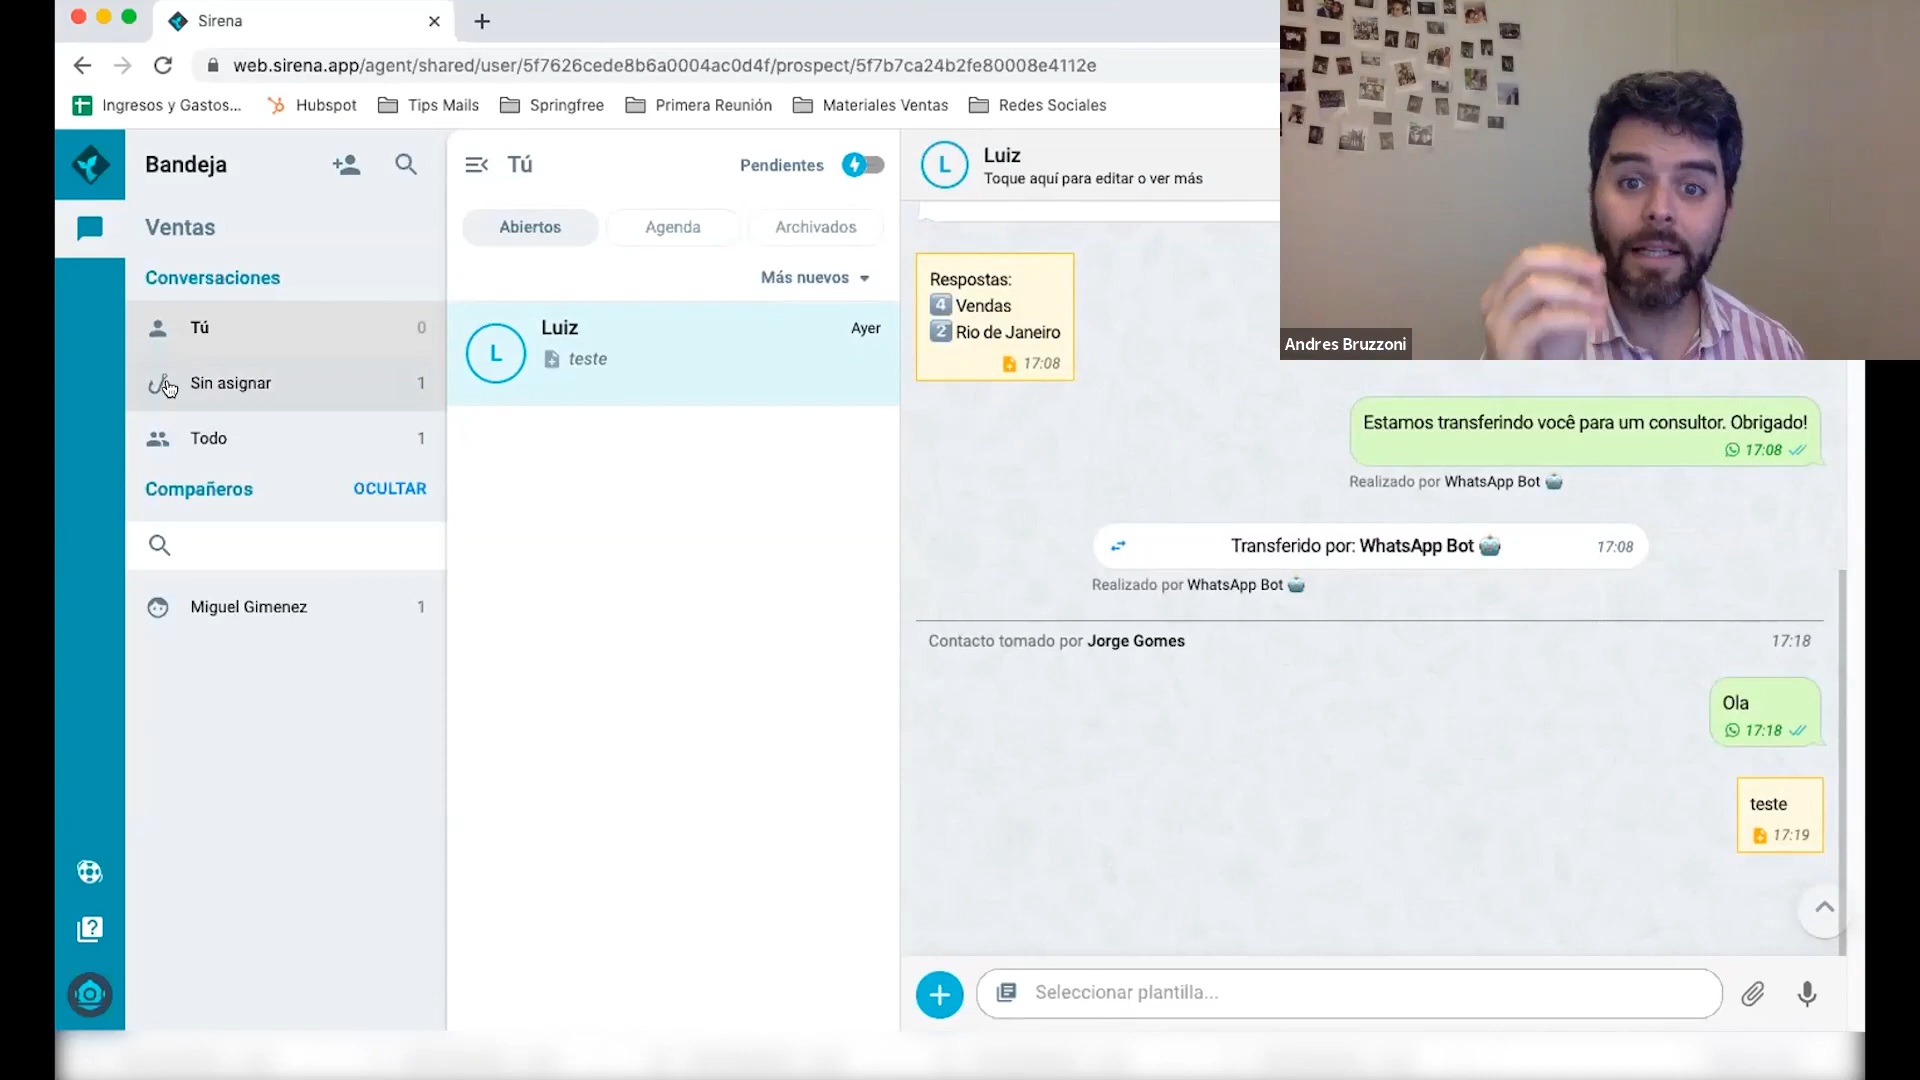 Sirena
web.sirena.app/agent/shared/user/5f7626cede8b6a0004ac0d4f/prospect/5f7b7ca24b2fe80008e4112e
Ingresos y Gastos...
Hubspot
Tips Mails
Springfree
Primera Reunión
Materiales Ventas
Redes Sociales
Bandeja
Ventas
Conversaciones
Tú 0
Sin asignar 1
Todo 1
Compañeros OCULTAR
Miguel Gimenez 1
Tú
Pendientes
Abiertos
Agenda
Archivados
Más nuevos
L
Luiz
Ayer
teste
L
Luiz
Toque aquí para editar o ver más
Respostas:
4 Vendas
2 Rio de Janeiro
17:08
Estamos transferindo você para um consultor. Obrigado!
17:08
Realizado por WhatsApp Bot
Transferido por: WhatsApp Bot 17:08
Realizado por WhatsApp Bot
Contacto tomado por Jorge Gomes 17:18
Ola
17:18
teste
17:19
Seleccionar plantilla...
Andres Bruzzoni